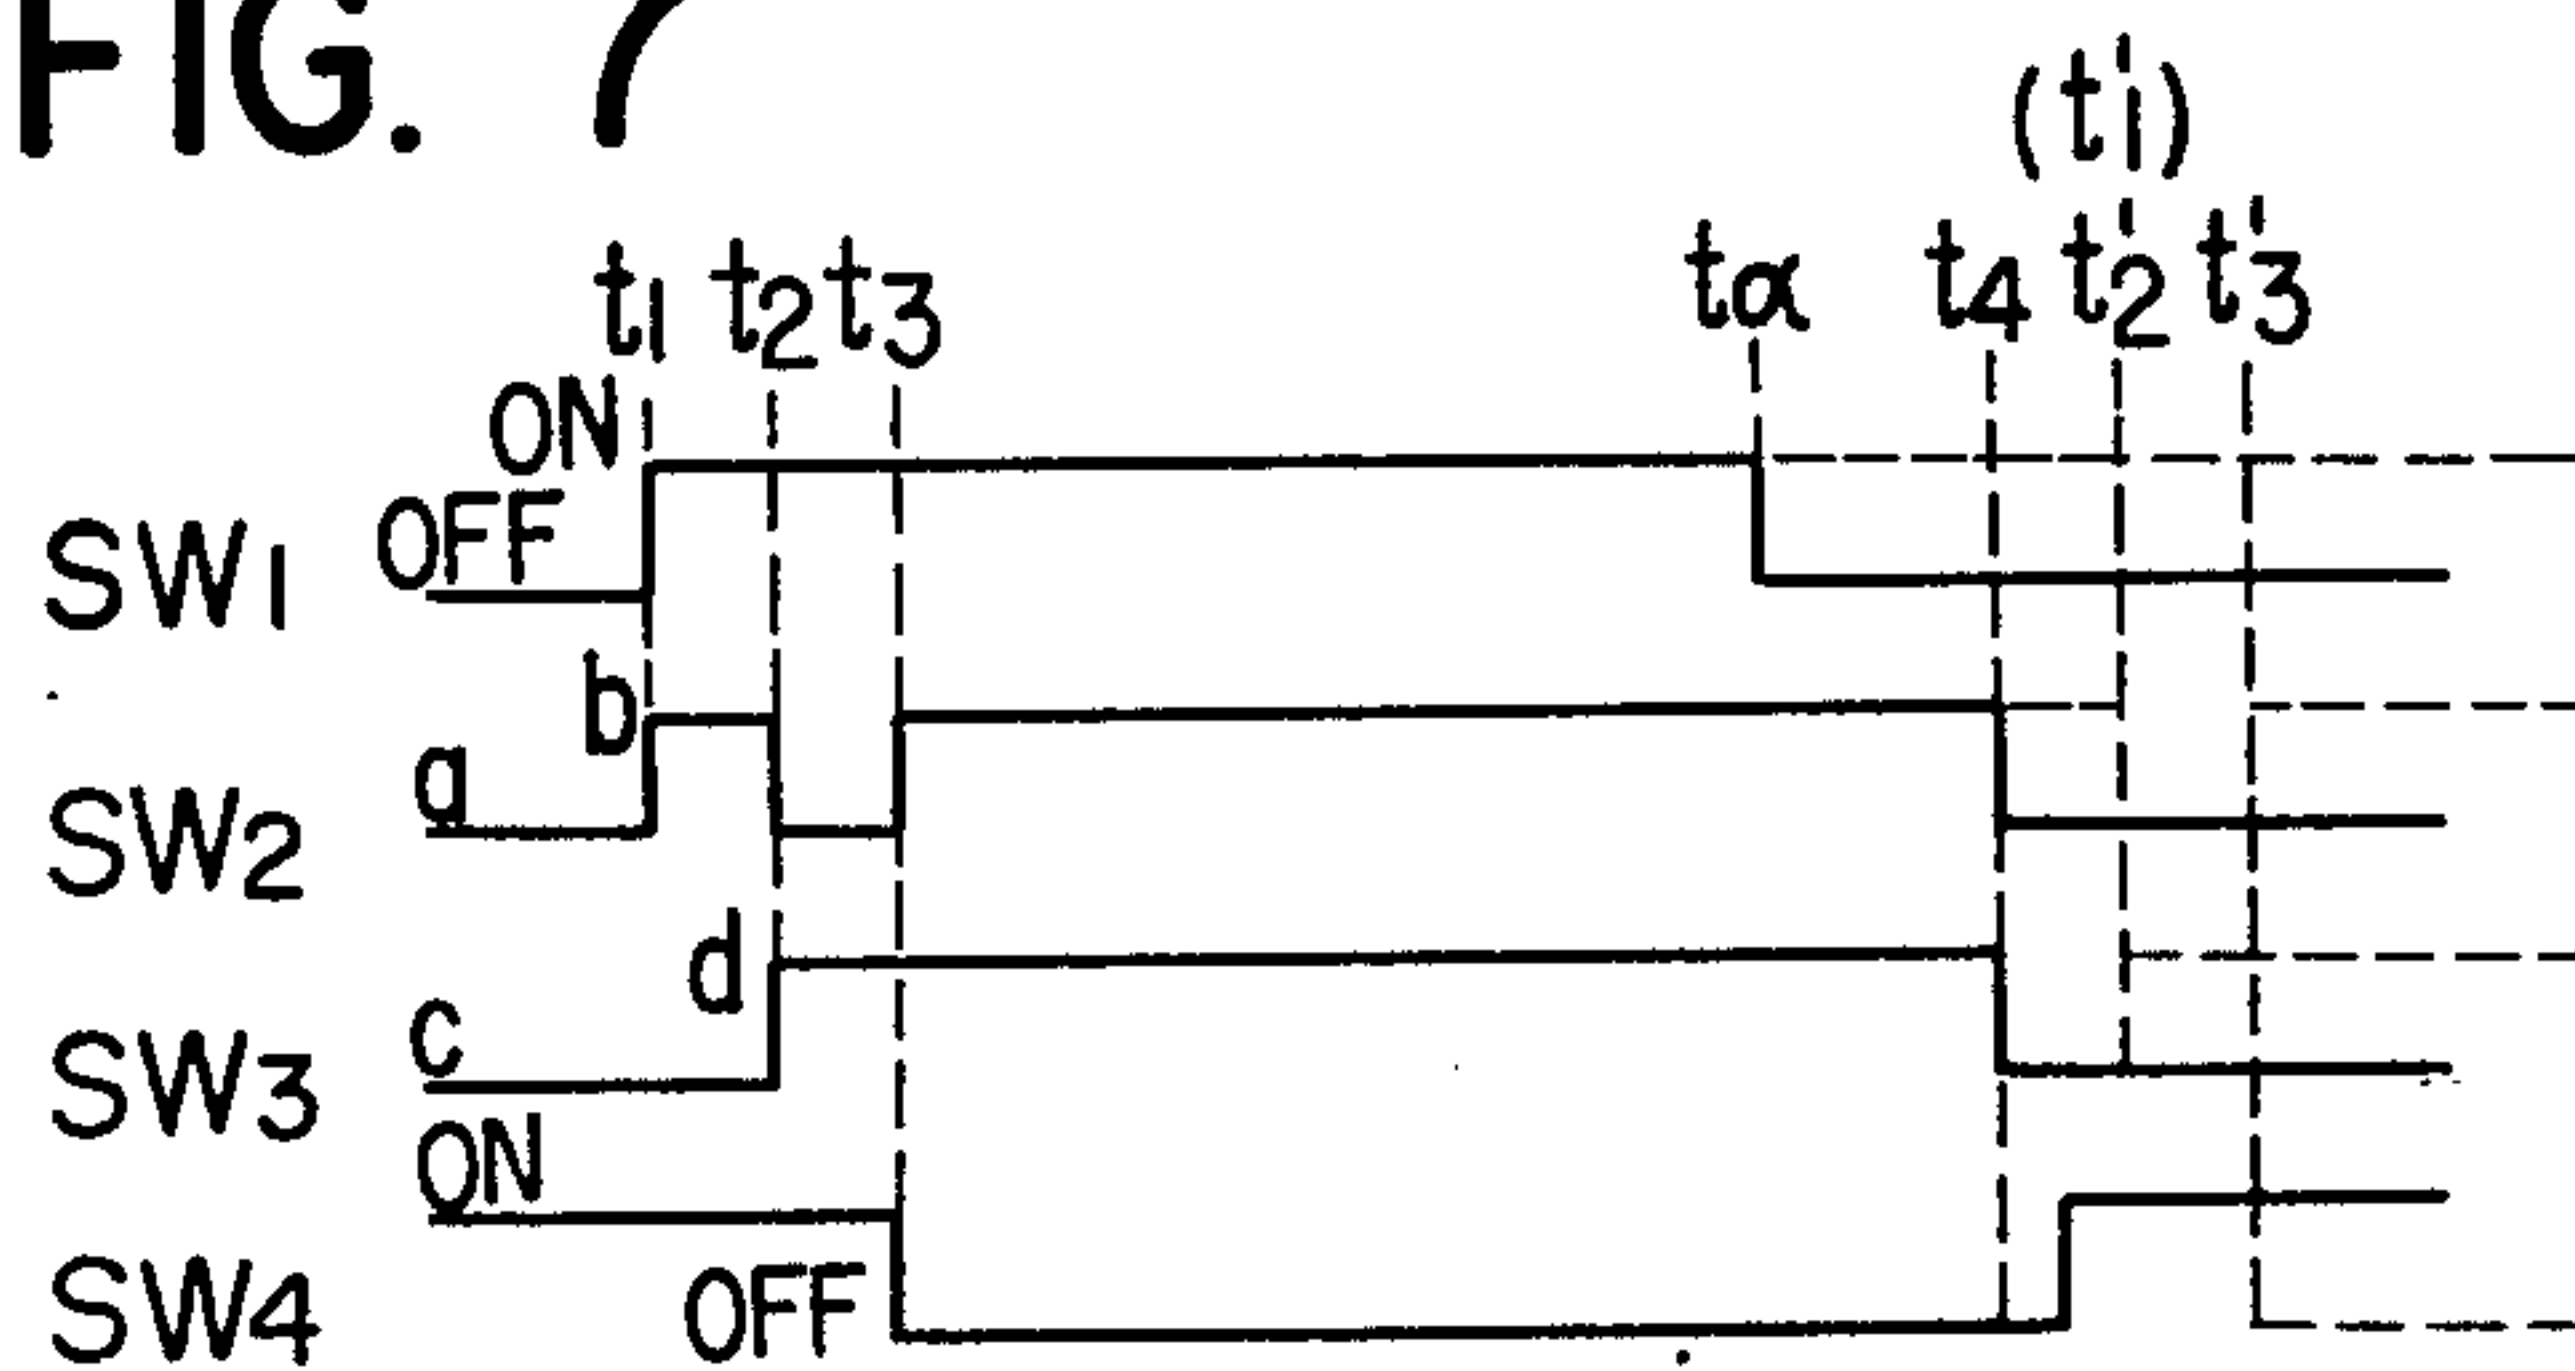 FIG. 7
(t'1)
t1 t2 t3 tα t4 t'2 t'3
ON
OFF
SW1
b
a
SW2
d
c
SW3
ON
OFF
SW4